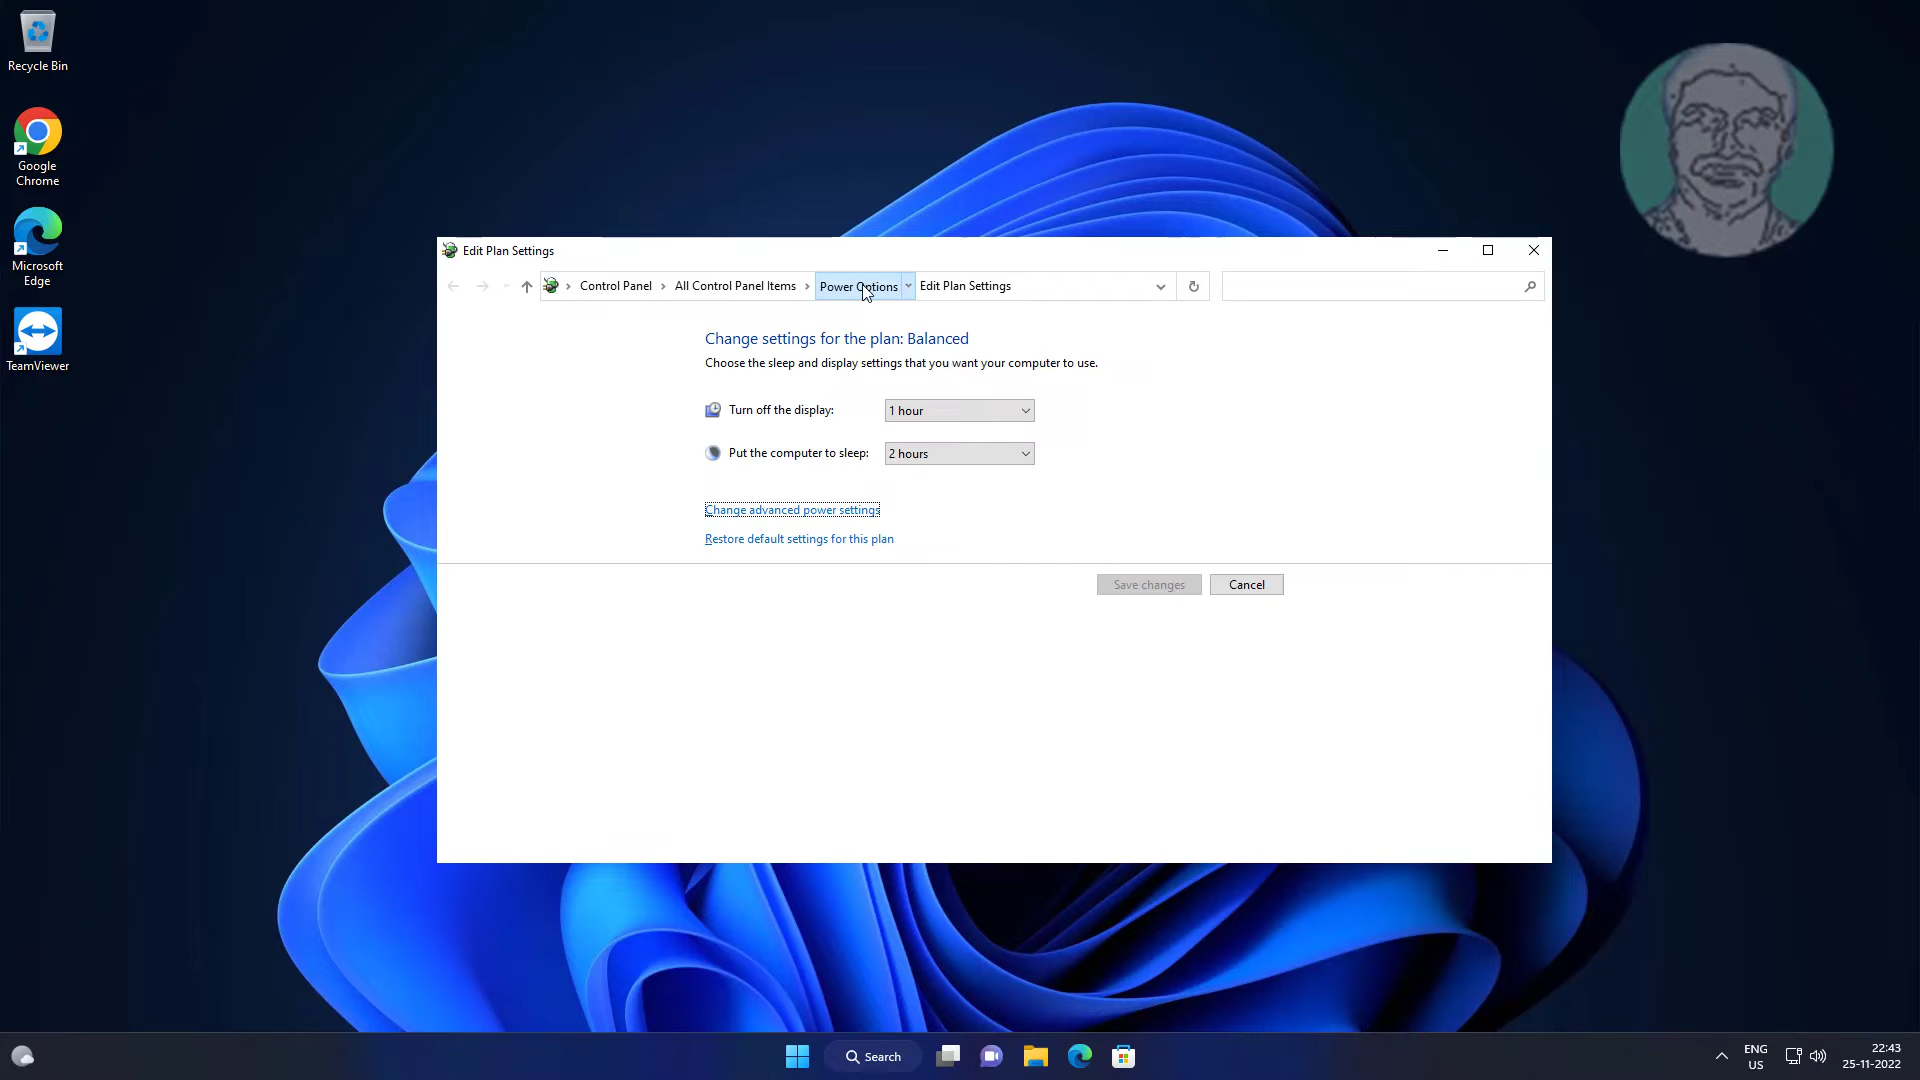 Recycle Bin
Google
Chrome
Microsoft
Edge
TeamViewer
Edit Plan Settings
Control Panel
All Control Panel Items
Power Options
Edit Plan Settings
Change settings for the plan: Balanced
Choose the sleep and display settings that you want your computer to use.
Turn off the display:
1 hour
Put the computer to sleep:
2 hours
Change advanced power settings
Restore default settings for this plan
Save changes
Cancel
Search
ENG
US
22:43
25-11-2022